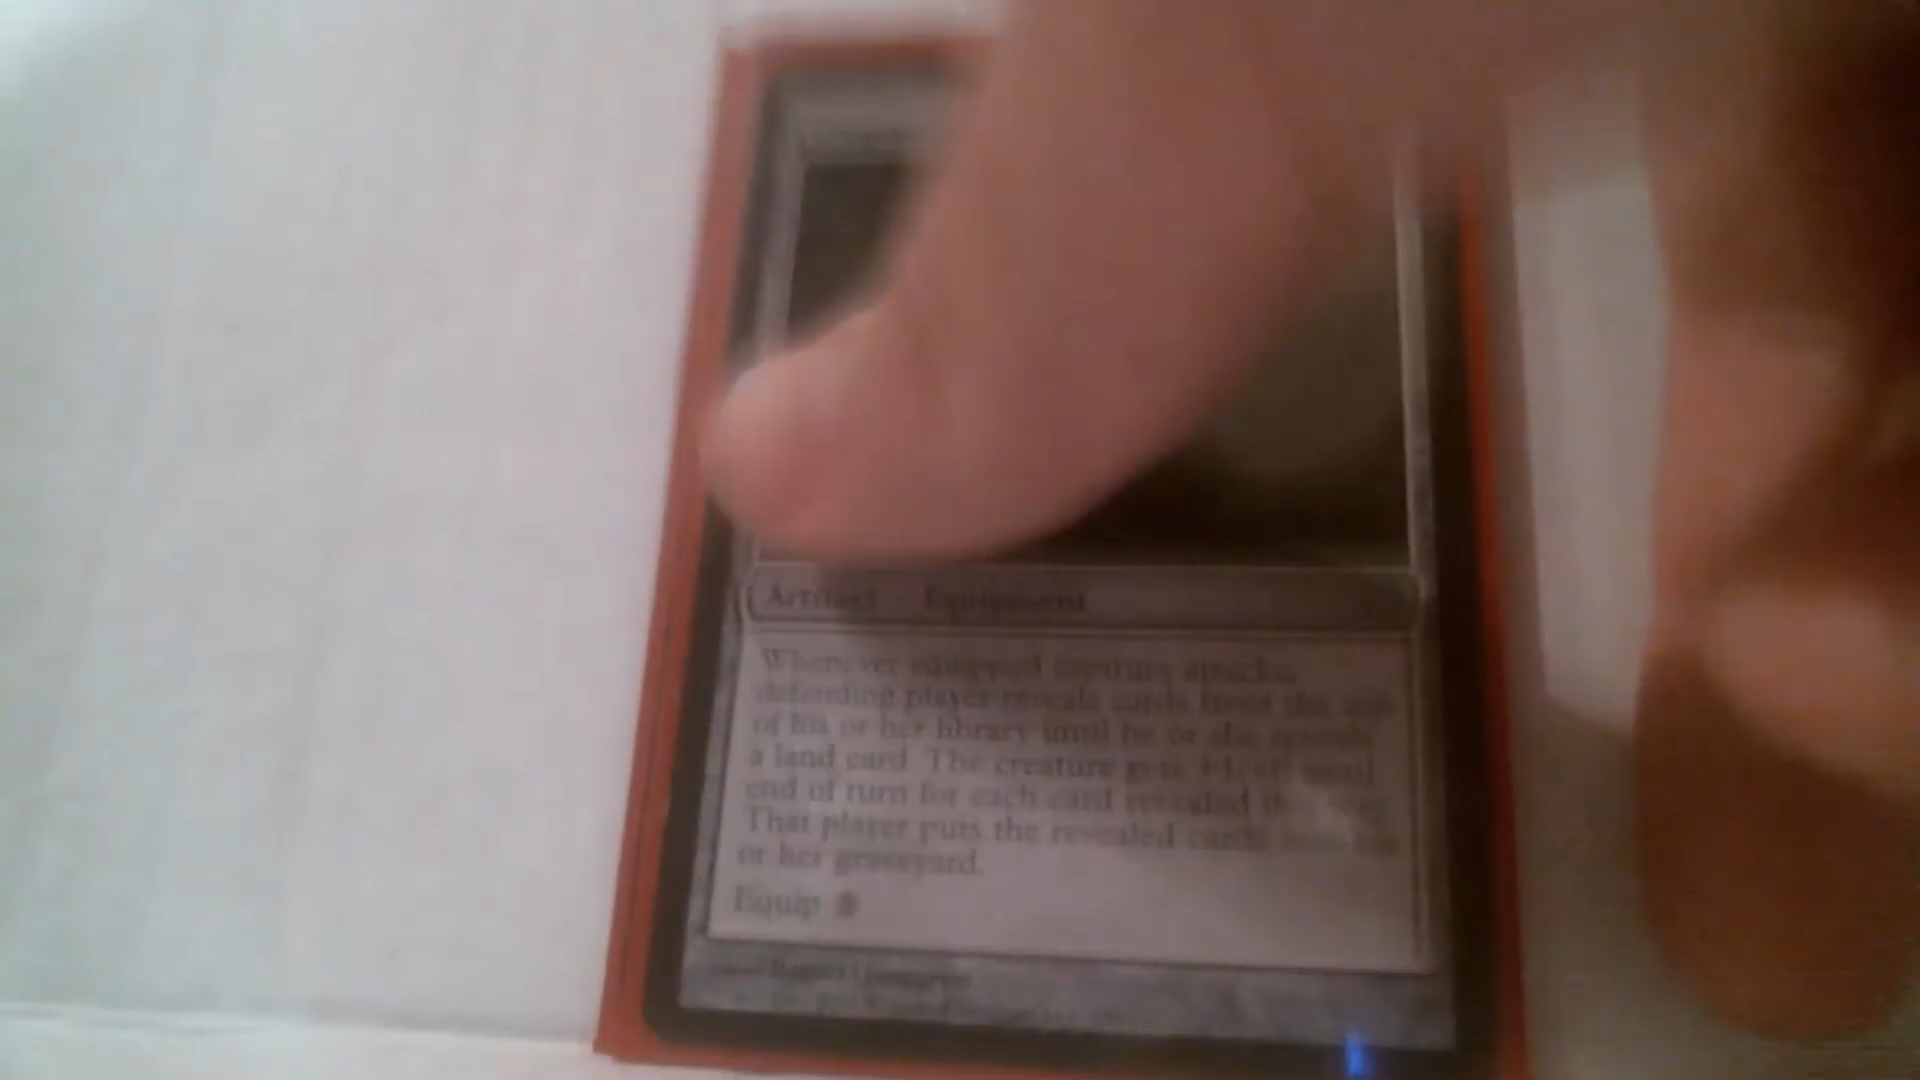 Artifact — Equipment
Whenever equipped creature attacks,
defending player reveals cards from the top
of his or her library until he or she reveals
a land card. The creature gets +1/+0 until
end of turn for each card revealed this way.
That player puts the revealed cards into his
or her graveyard.
Equip